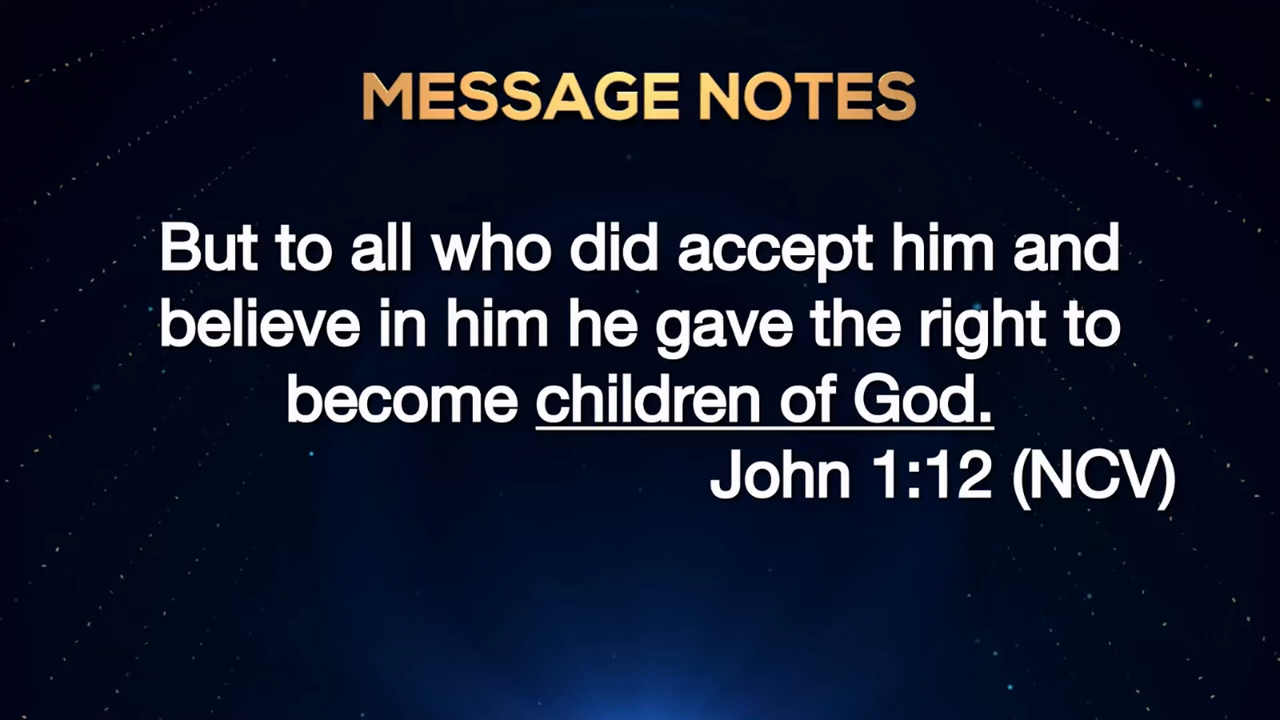 MESSAGE NOTES
But to all who did accept him and
believe in him he gave the right to
become children of God.
John 1:12 (NCV)